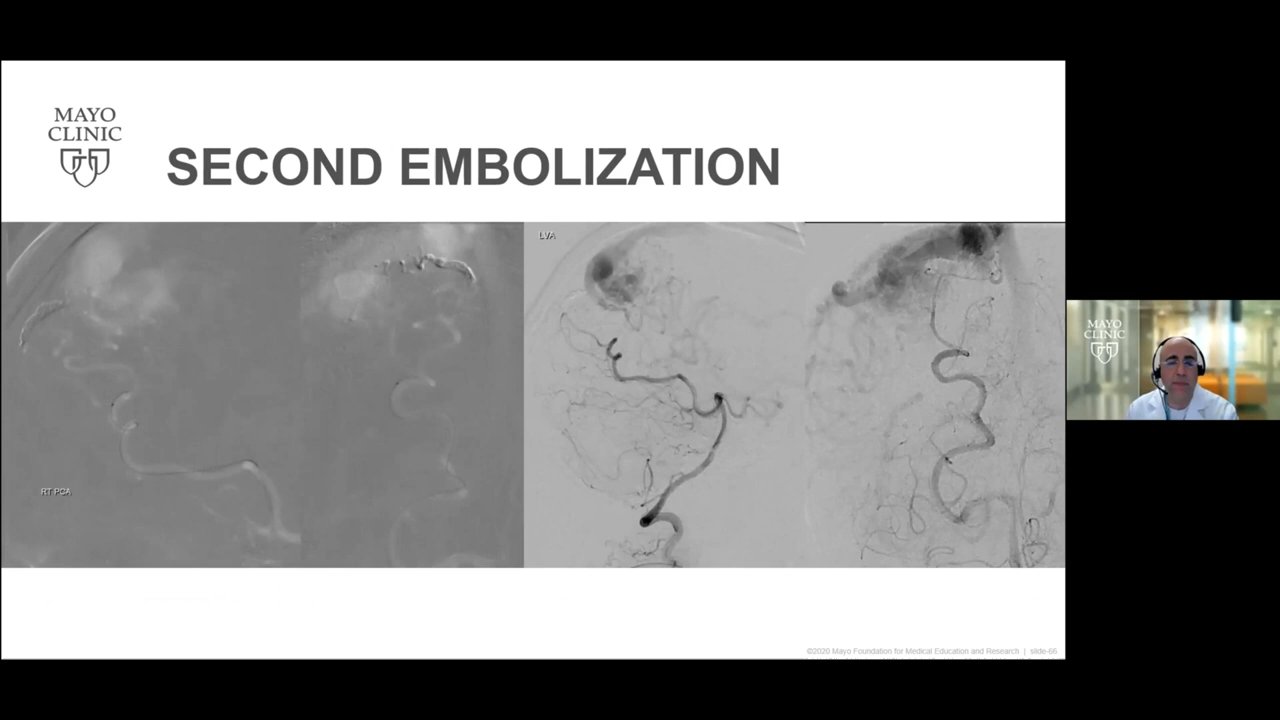 MAYO
CLINIC
SECOND EMBOLIZATION
RT PCA
LVA
©2020 Mayo Foundation for Medical Education and Research | slide-66
MAYO
CLINIC